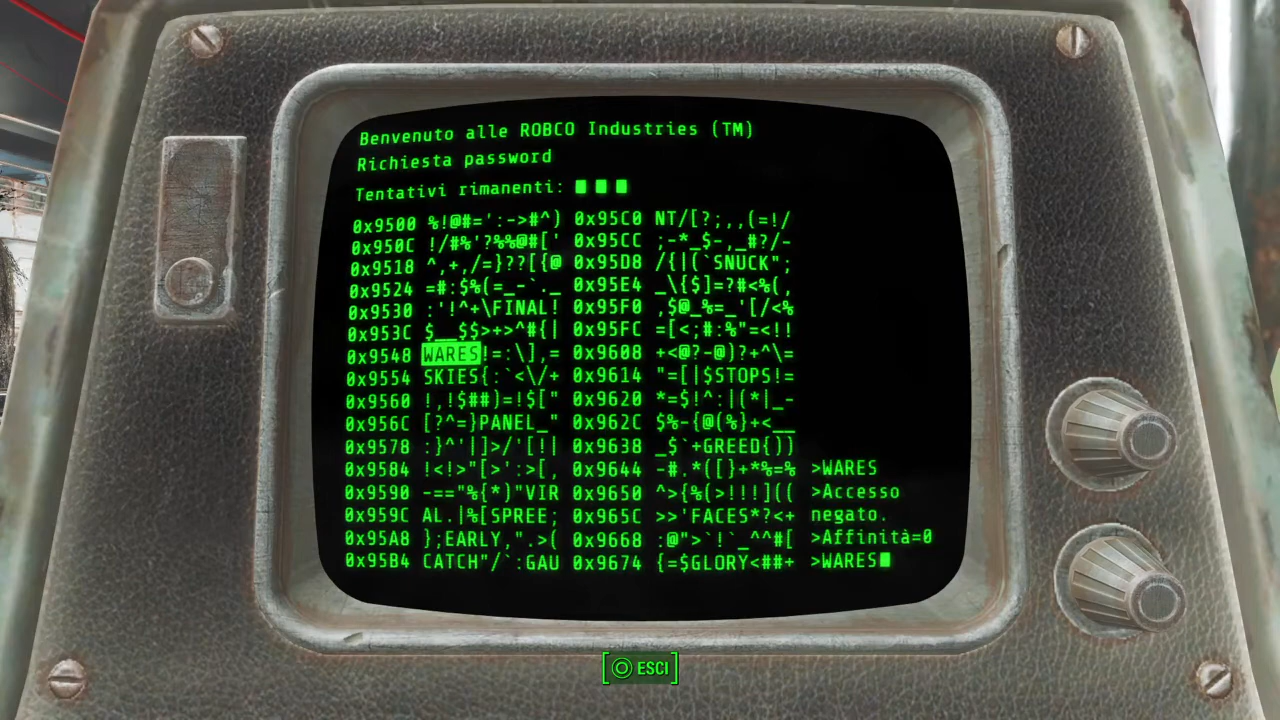 Benvenuto alle ROBCO Industries (TM)
Richiesta password
Tentativi rimanenti: ■ ■ ■
0x9500 %!@#=':->#^) 0x95C0 NT/[?;,,(=!/
0x950C !/#%'?%%@#[' 0x95CC ;-*_$-,_#?/-
0x9518 ^,+,/=}??[{@ 0x95D8 /{|(`SNUCK";
0x9524 =#:$%(=_-`._ 0x95E4 _\{$]=?#<%(,
0x9530 :'!^+\FINAL! 0x95F0 ,$@_%=_'[/<%
0x953C $__$$>+>^#{| 0x95FC =[<;#:%"=<!!
0x9548 WARES!=:\],= 0x9608 +<@?-@)?+^\=
0x9554 SKIES{:`<\/+ 0x9614 "=[|$STOPS!=
0x9560 !,!$##)=!$[" 0x9620 *=$!^:|(*|_-
0x956C [?^=}PANEL_" 0x962C $%-{@(%}+<__
0x9578 :}^'|]>/'[!| 0x9638 _$`+GREED{))
0x9584 !<!>"[>':>[, 0x9644 -#.*([}+*%=% >WARES
0x9590 -=="%{*)"VIR 0x9650 ^>{%(>!!!](( >Accesso
0x959C AL.|%[SPREE; 0x965C >>'FACES*?<+ negato.
0x95A8 };EARLY,".>( 0x9668 :@">`!`_^^#[ >Affinità=0
0x95B4 CATCH"/`:GAU 0x9674 {=$GLORY<##+ >WARES■
ESCI